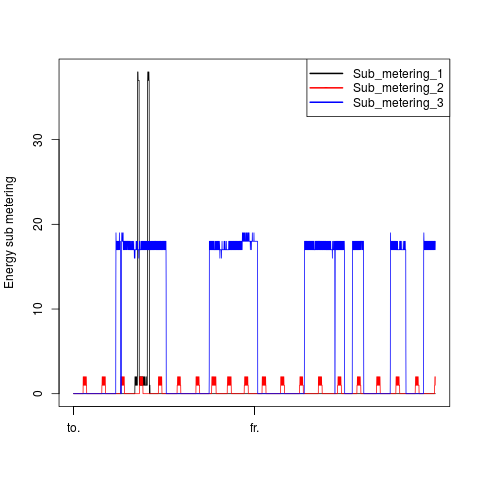 Sub_metering_1
Sub_metering_2
Sub_metering_3
Energy sub metering
30
20
10
0
to.
fr.